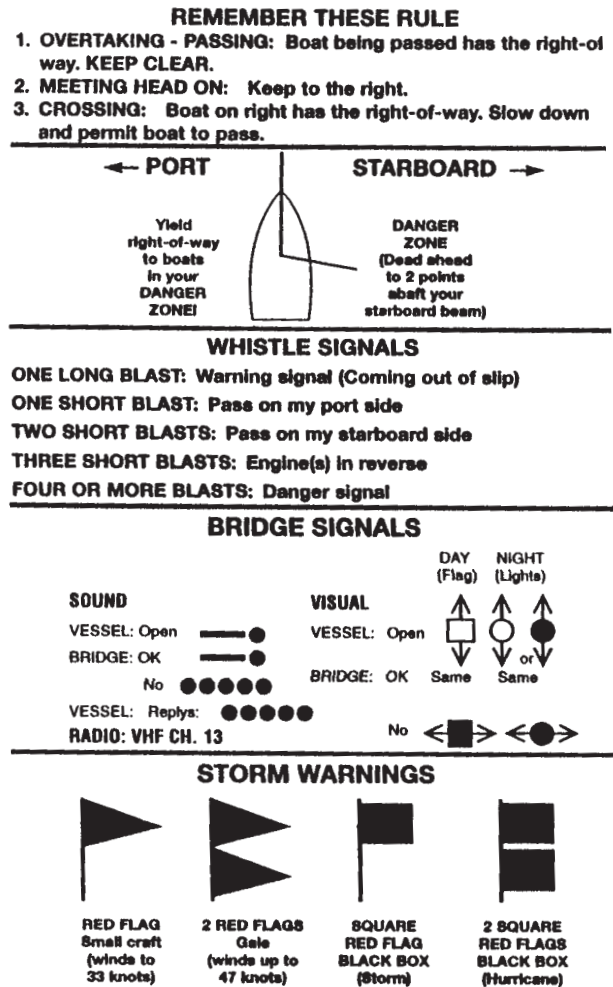 REMEMBER THESE RULE
1. OVERTAKING - PASSING: Boat being passed has the right-of
way. KEEP CLEAR.
2. MEETING HEAD ON: Keep to the right.
3. CROSSING: Boat on right has the right-of-way. Slow down
and permit boat to pass.
PORT
STARBOARD
Yield
right-of-way
to boats
in your
DANGER
ZONE!
DANGER
ZONE
(Dead ahead
to 2 points
abaft your
starboard beam)
WHISTLE SIGNALS
ONE LONG BLAST: Warning signal (Coming out of slip)
ONE SHORT BLAST: Pass on my port side
TWO SHORT BLASTS: Pass on my starboard side
THREE SHORT BLASTS: Engine(s) in reverse
FOUR OR MORE BLASTS: Danger signal
BRIDGE SIGNALS
SOUND
VESSEL: Open
BRIDGE: OK
No
VESSEL: Replys:
RADIO: VHF CH. 13
DAY NIGHT
(Flag) (Lights)
VISUAL
VESSEL: Open
or
BRIDGE: OK Same Same
No
STORM WARNINGS
RED FLAG
Small craft
(winds to
33 knots)
2 RED FLAGS
Gale
(winds up to
47 knots)
SQUARE
RED FLAG
BLACK BOX
(Storm)
2 SQUARE
RED FLAGS
BLACK BOX
(Hurricane)